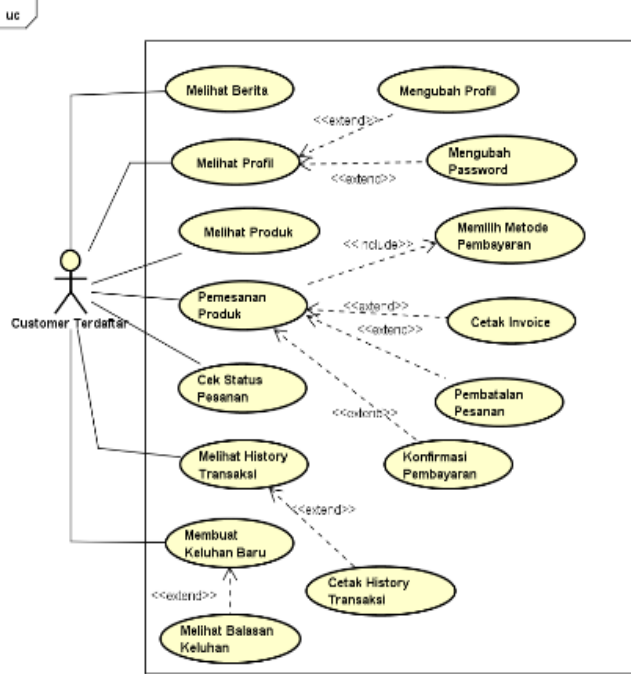 uc
Melihat Berita
Mengubah Profil
<<extend>>
Melihat Profil
Mengubah
Password
<<extend>>
Melihat Produk
Memilih Metode
Pembayaran
<<include>>
Pemesanan
Produk
<<extend>>
Cetak Invoice
<<extend>>
Customer Terdaftar
Cek Status
Pesanan
Pembatalan
Pesanan
<<extend>>
Melihat History
Transaksi
Konfirmasi
Pembayaran
<<extend>>
Membuat
Keluhan Baru
Cetak History
Transaksi
<<extend>>
Melihat Balasan
Keluhan